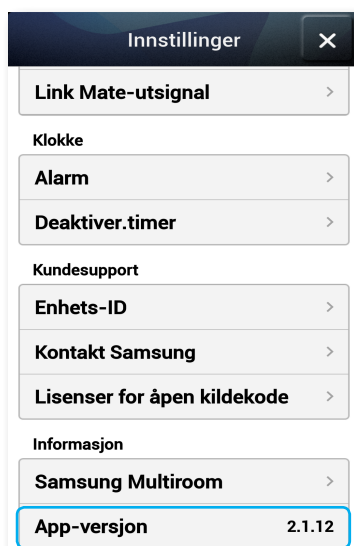 Innstillinger
Link Mate-utsignal
Klokke
Alarm
Deaktiver.timer
Kundesupport
Enhets-ID
Kontakt Samsung
Lisenser for åpen kildekode
Informasjon
Samsung Multiroom
App-versjon 2.1.12